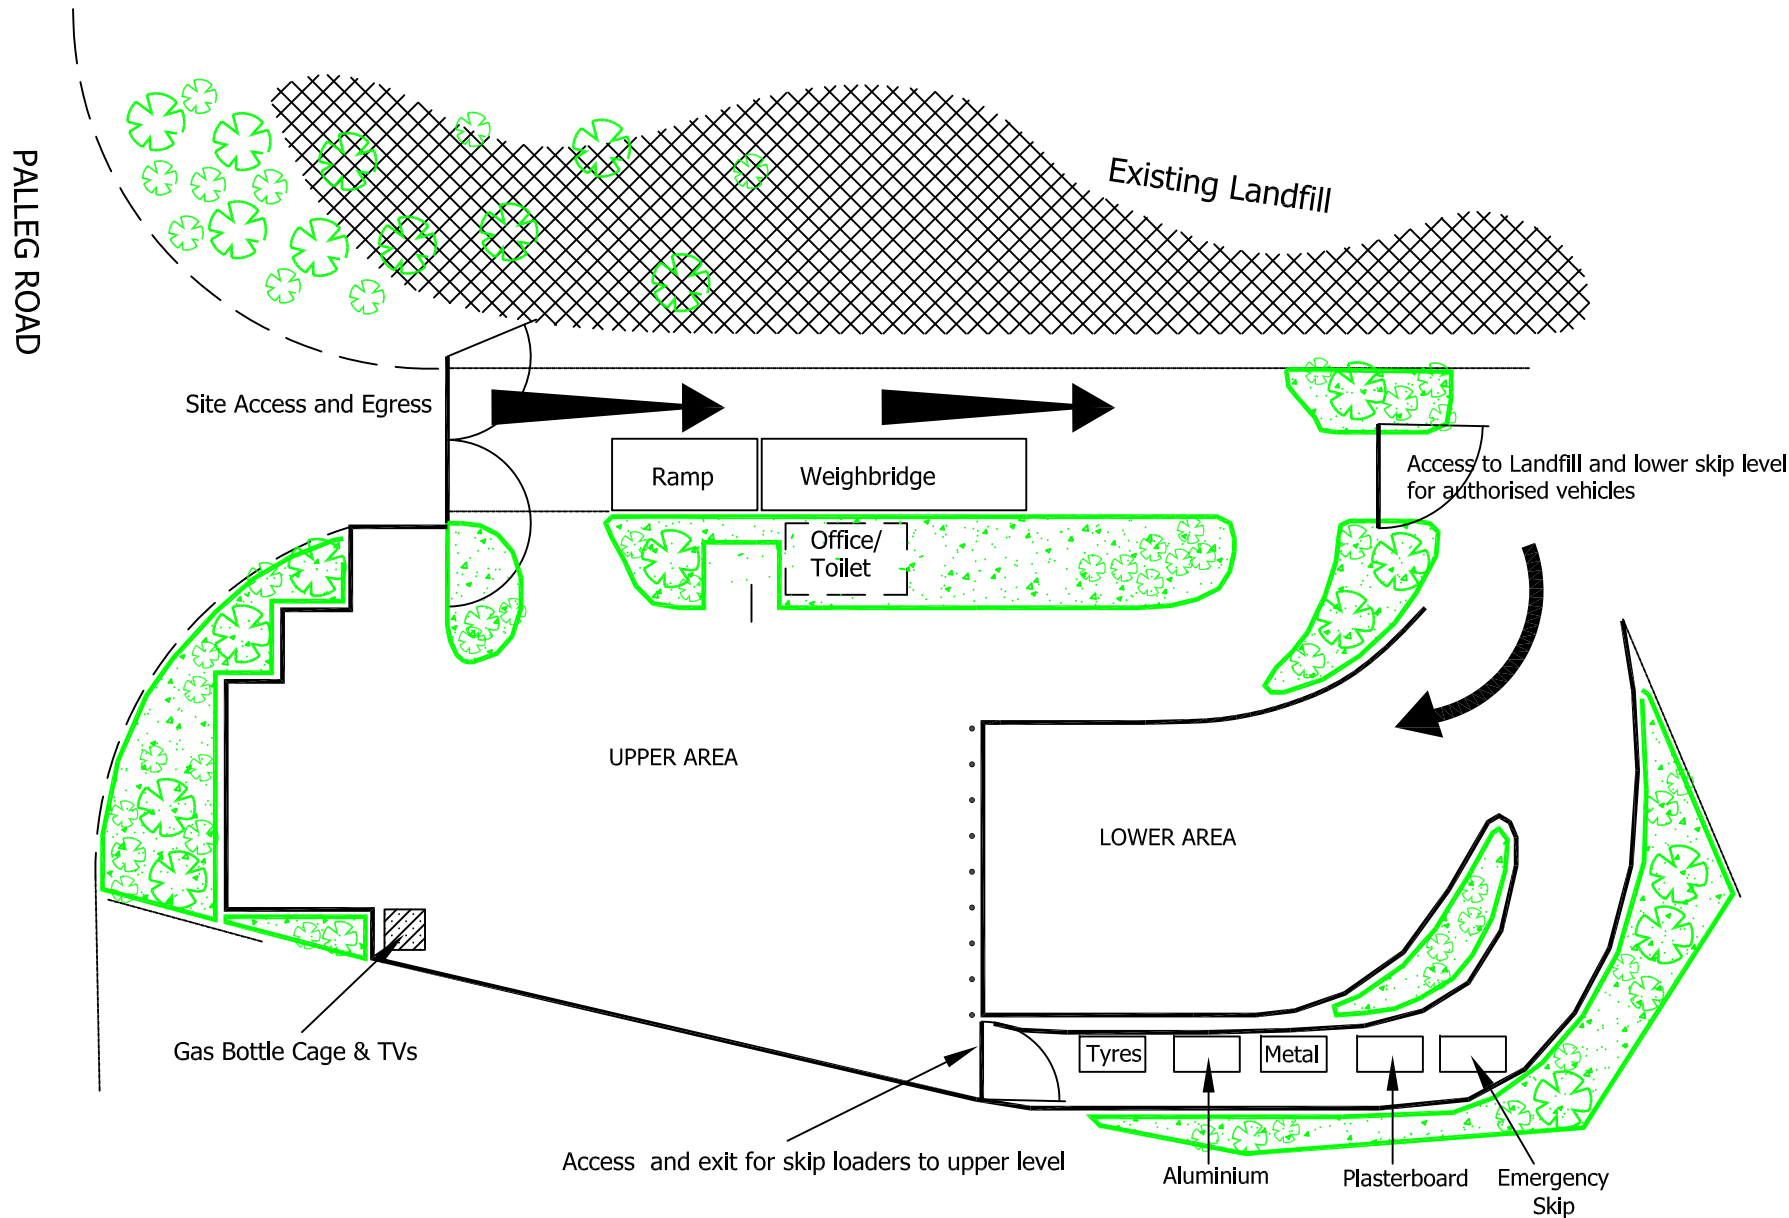 PALLEG ROAD
Existing Landfill
Site Access and Egress
Ramp
Weighbridge
Access to Landfill and lower skip level
for authorised vehicles
Office/
Toilet
UPPER AREA
LOWER AREA
Gas Bottle Cage & TVs
Tyres
Metal
Access and exit for skip loaders to upper level
Aluminium
Plasterboard
Emergency
Skip